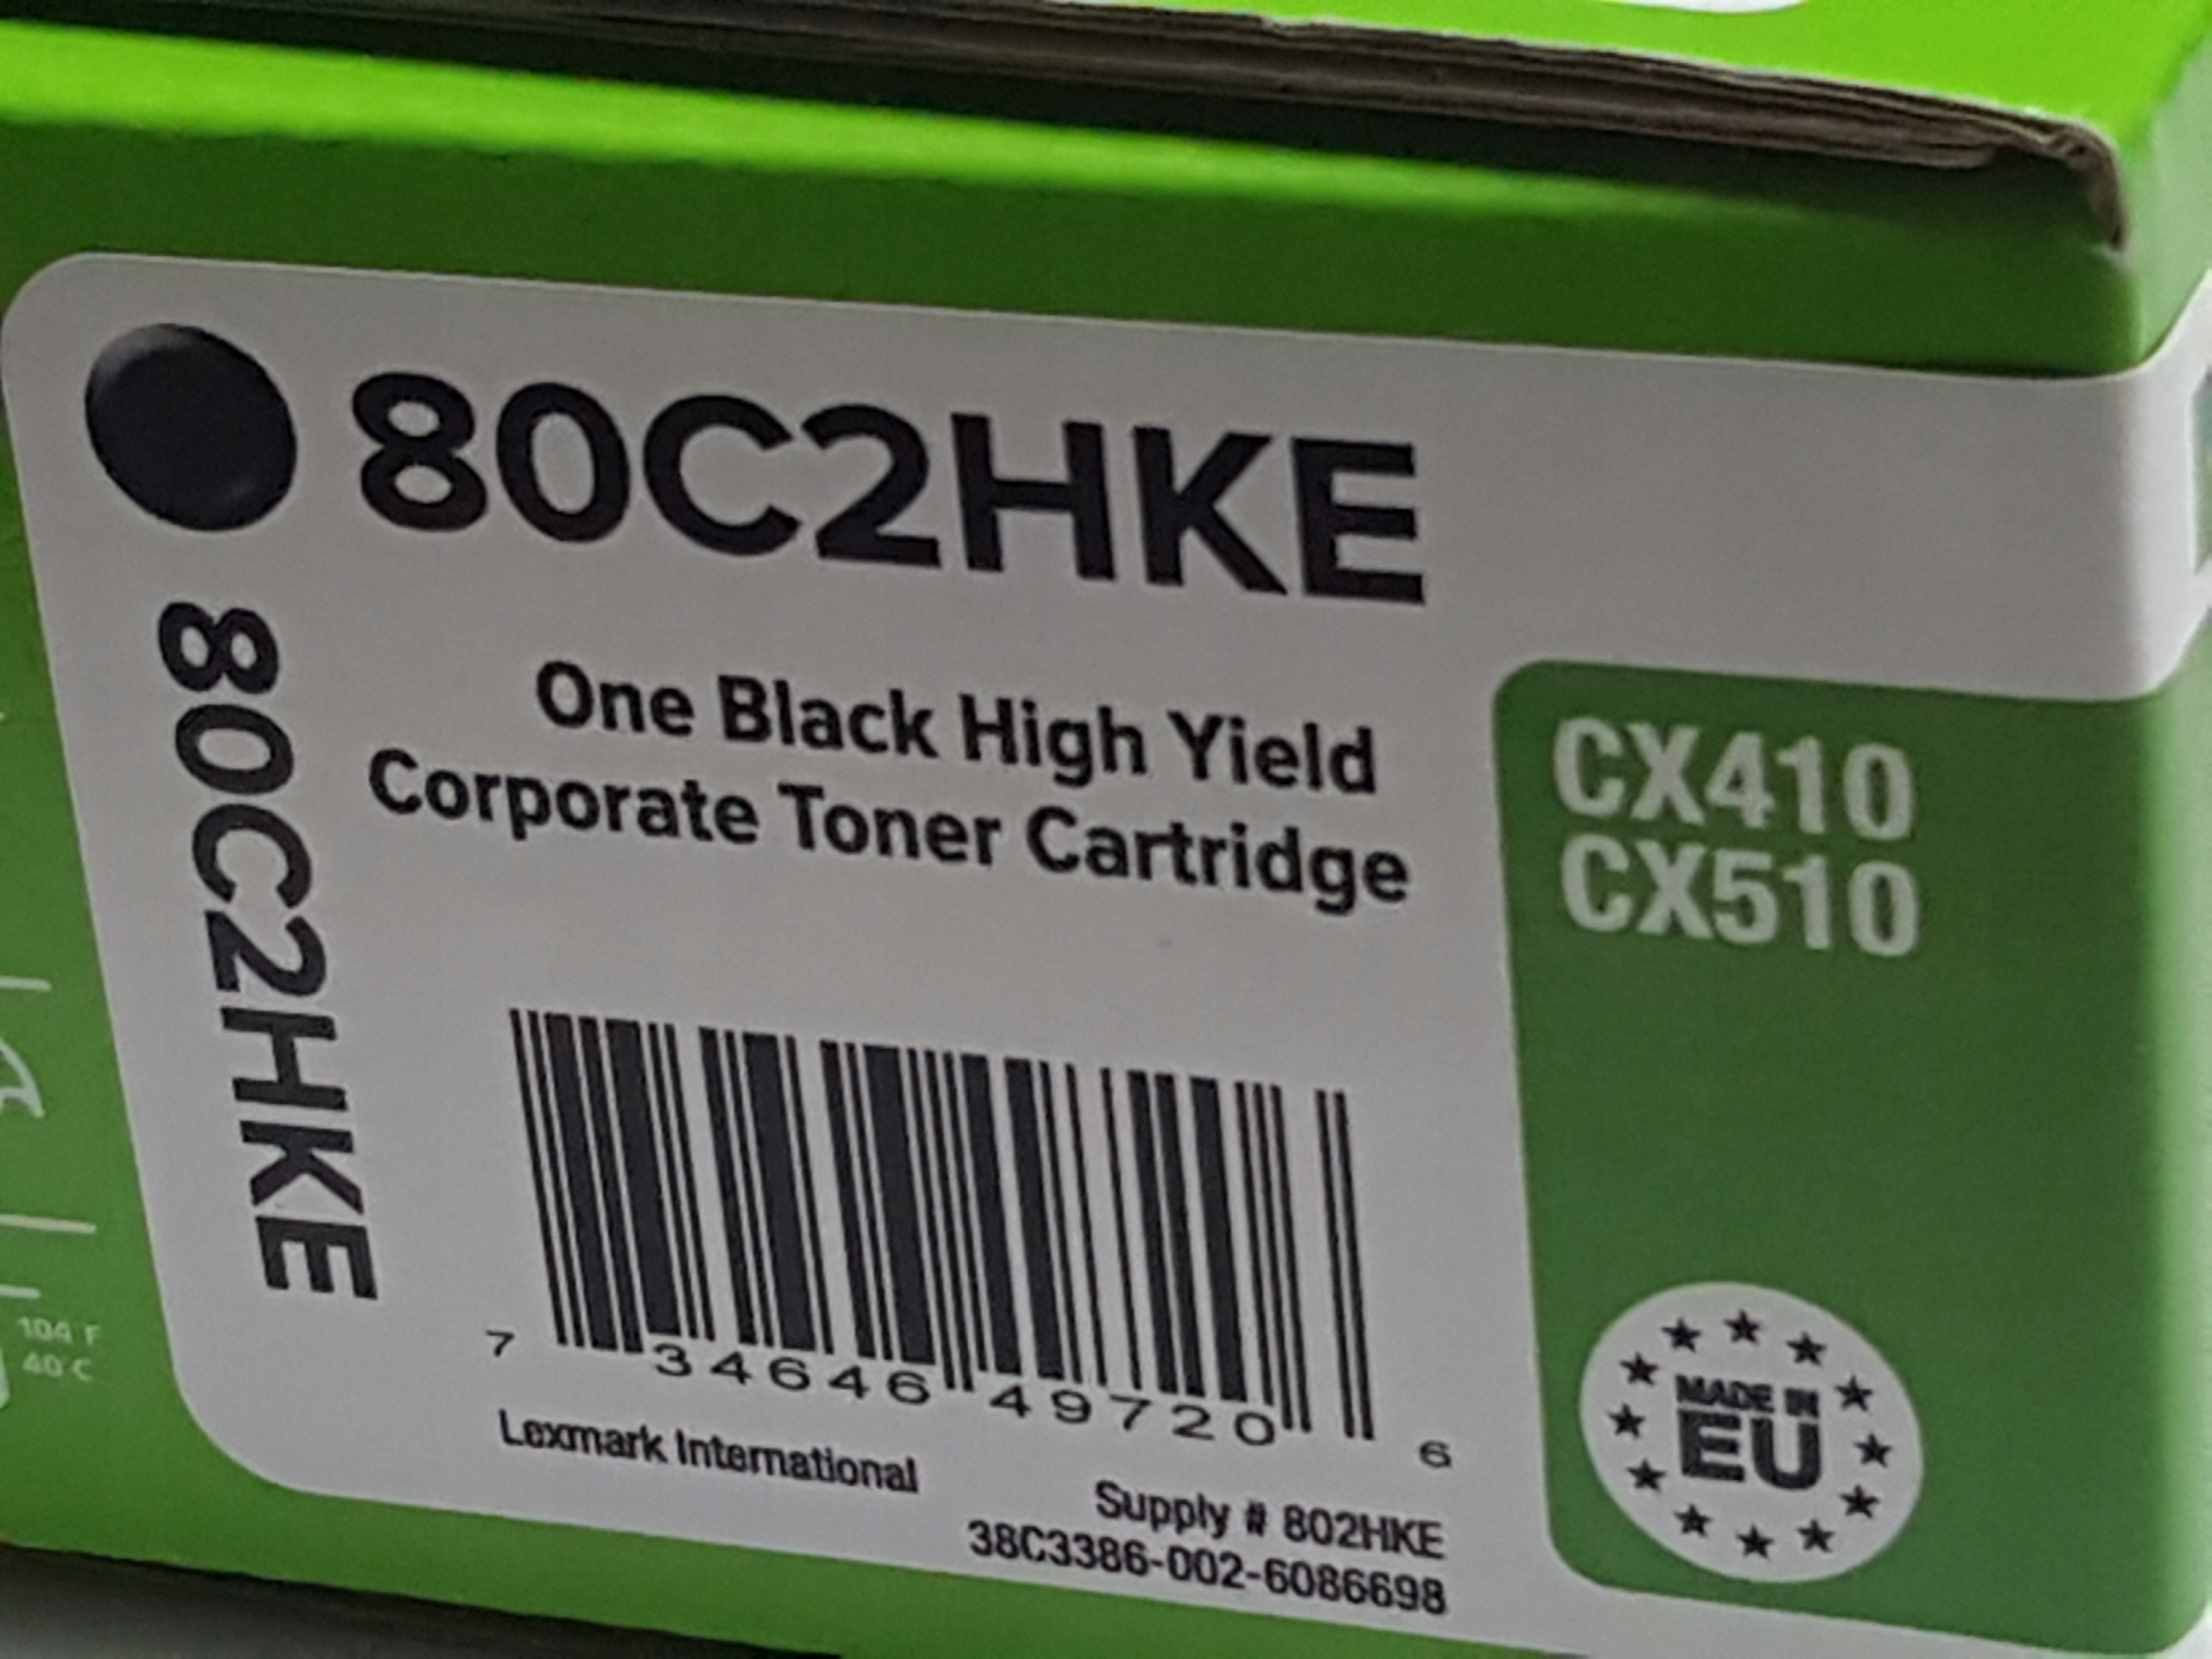 80C2HKE
80C2HKE
One Black High Yield
Corporate Toner Cartridge
CX410
CX510
7 34646 49720 6
Lexmark International
Supply # 802HKE
38C3386-002-6086698
MADE IN
EU
104 F
40 C